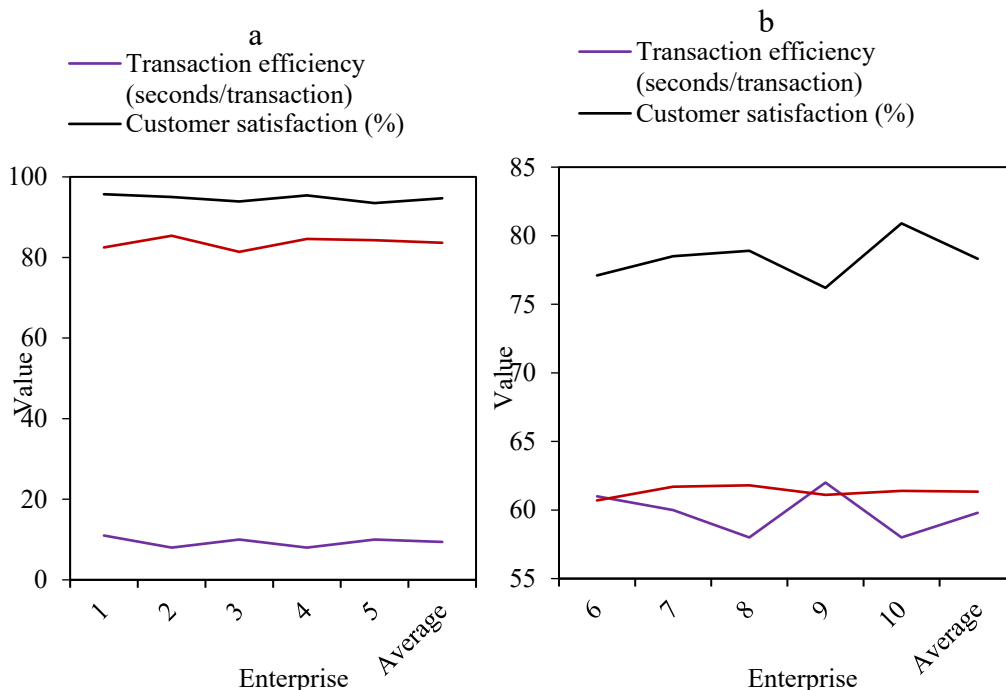 a
Transaction efficiency
(seconds/transaction)
Customer satisfaction (%)
100
80
60
40
20
0
Value
1
2
3
4
5
Average
Enterprise
b
Transaction efficiency
(seconds/transaction)
Customer satisfaction (%)
85
80
75
70
65
60
55
Value
6
7
8
9
10
Average
Enterprise